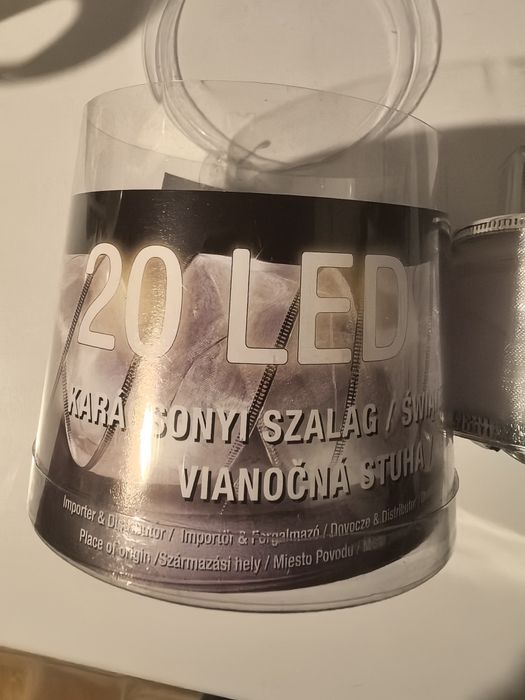 20 LED
KARÁCSONYI SZALAG /
VIANOČNÁ STUHA /
Importer & Distributor / Importőr & Forgalmazó / Dovozce & Distributor
Place of origin /Származási hely / Miesto Povodu /